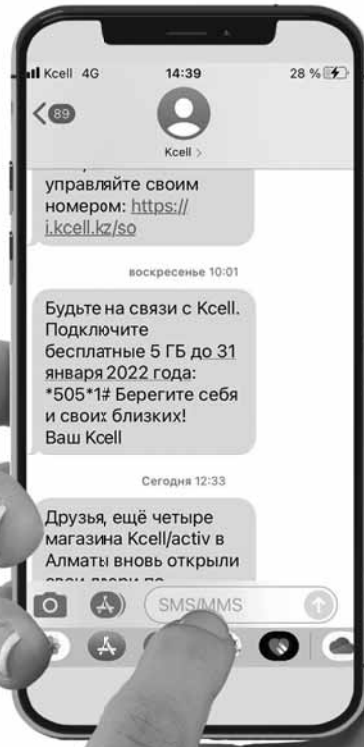 Kcell 4G 14:39 28 %
89
Kcell >
управляйте своим
номером: https://
i.kcell.kz/so
воскресенье 10:01
Будьте на связи с Kcell.
Подключите
бесплатные 5 ГБ до 31
января 2022 года:
*505*1# Берегите себя
и своих близких!
Ваш Kcell
Сегодня 12:33
Друзья, ещё четыре
магазина Kcell/activ в
Алматы вновь открыли
SMS/MMS